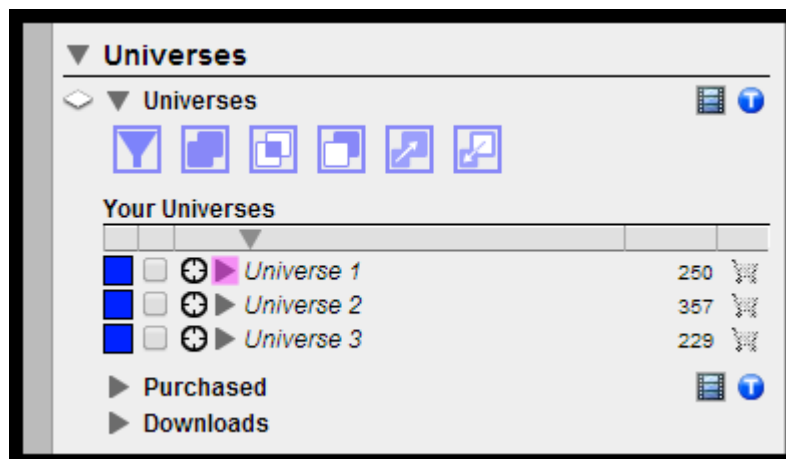 Universes
Universes
T
Your Universes
Universe 1 250
Universe 2 357
Universe 3 229
Purchased
T
Downloads